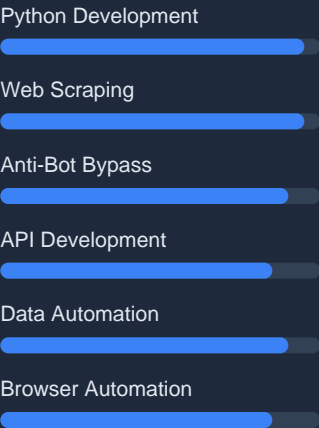 Python Development
Web Scraping
Anti-Bot Bypass
API Development
Data Automation
Browser Automation